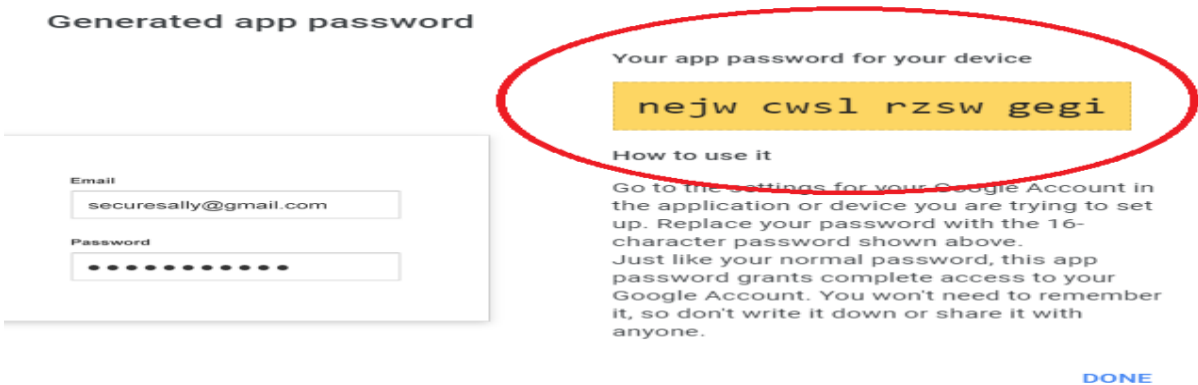 Generated app password
Your app password for your device
nejw cwsl rzsw gegi
How to use it
Go to the settings for your Google Account in
the application or device you are trying to set
up. Replace your password with the 16-
character password shown above.
Just like your normal password, this app
password grants complete access to your
Google Account. You won't need to remember
it, so don't write it down or share it with
anyone.
Email
securesally@gmail.com
Password
DONE